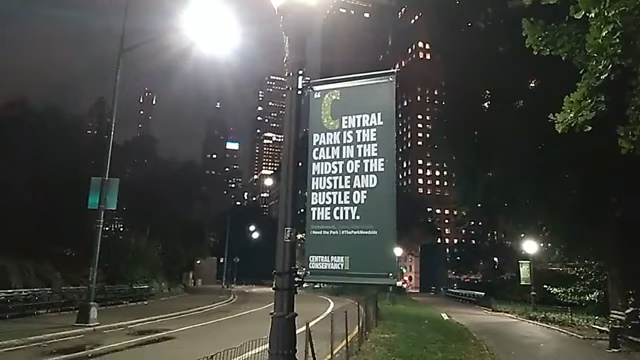 “CENTRAL
PARK IS THE
CALM IN THE
MIDST OF THE
HUSTLE AND
BUSTLE OF
THE CITY.
I Need the Park | #TheParkNeedsUs
CENTRAL PARK
CONSERVANCY